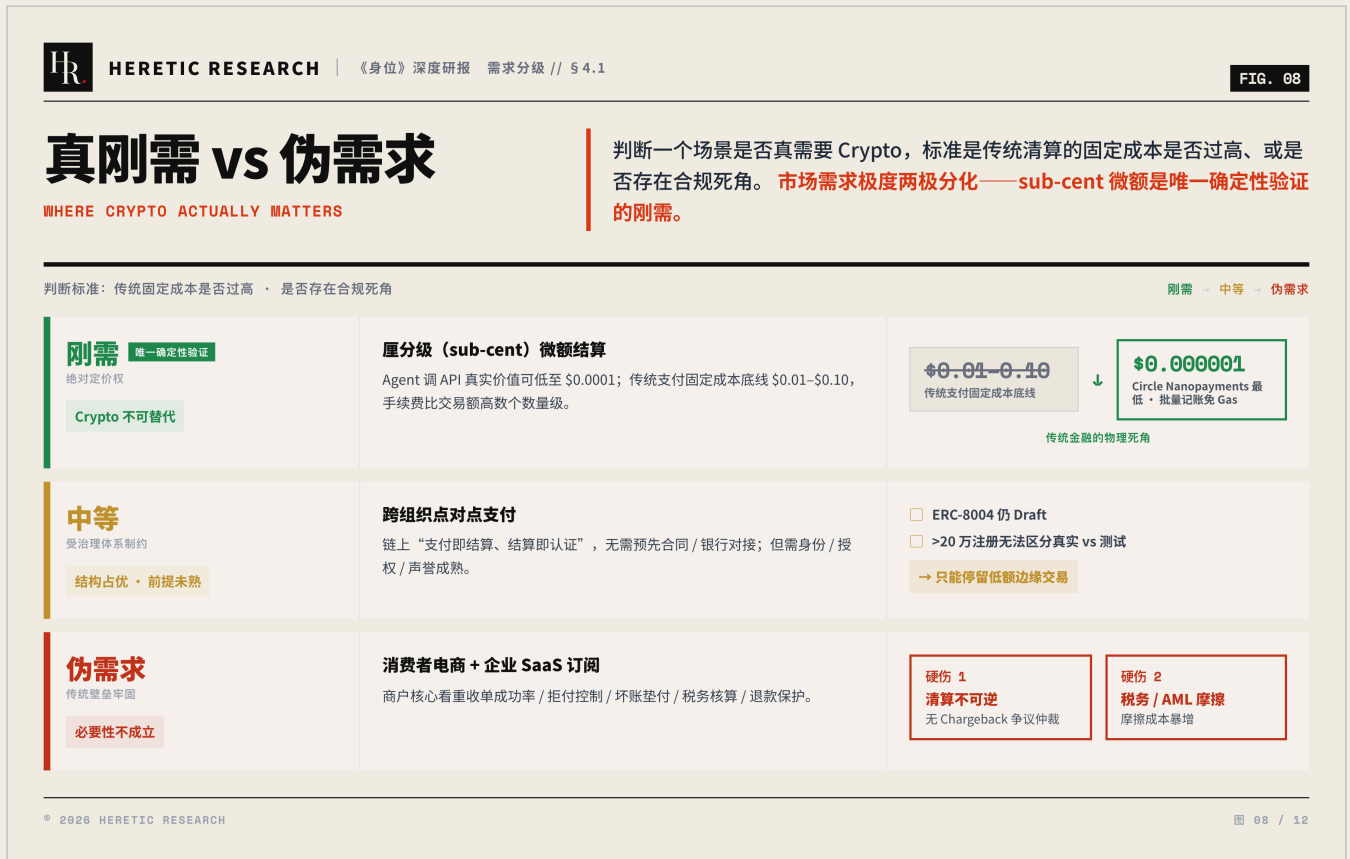 HR.
HERETIC RESEARCH
《身位》深度研报 需求分级 // §4.1
FIG. 08
真刚需 vs 伪需求
WHERE CRYPTO ACTUALLY MATTERS
判断一个场景是否真需要 Crypto，标准是传统清算的固定成本是否过高、或是
否存在合规死角。 市场需求极度两极分化——sub-cent 微额是唯一确定性验证
的刚需。
判断标准：传统固定成本是否过高 · 是否存在合规死角
刚需 → 中等 → 伪需求
刚需 唯一确定性验证
绝对定价权
Crypto 不可替代
厘分级（sub-cent）微额结算
Agent 调 API 真实价值可低至 $0.0001；传统支付固定成本底线 $0.01–$0.10，
手续费比交易额高数个数量级。
$0.01–0.10
传统支付固定成本底线
↓
$0.000001
Circle Nanopayments 最
低 · 批量记账免 Gas
传统金融的物理死角
中等
受治理体系制约
结构占优 · 前提未熟
跨组织点对点支付
链上“支付即结算、结算即认证”，无需预先合同 / 银行对接；但需身份 / 授
权 / 声誉成熟。
ERC-8004 仍 Draft
>20 万注册无法区分真实 vs 测试
→ 只能停留低额边缘交易
伪需求
传统壁垒牢固
必要性不成立
消费者电商 + 企业 SaaS 订阅
商户核心看重收单成功率 / 拒付控制 / 坏账垫付 / 税务核算 / 退款保护。
硬伤 1
清算不可逆
无 Chargeback 争议仲裁
硬伤 2
税务 / AML 摩擦
摩擦成本暴增
© 2026 HERETIC RESEARCH
图 08 / 12